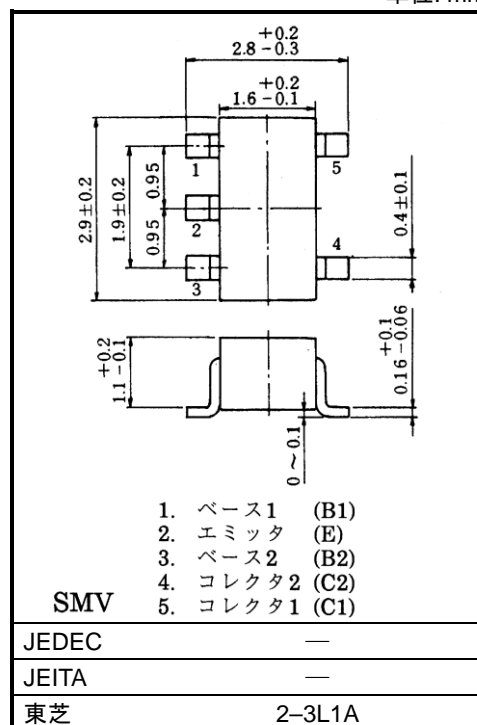 +0.2
2.8−0.3
+0.2
1.6−0.1
1
5
2
4
3
2.9±0.2
1.9±0.2
0.95
0.95
0.4±0.1
+0.2
1.1−0.1
+0.1
0.16−0.06
0～0.1
1. ベース1 (B1)
2. エミッタ (E)
3. ベース2 (B2)
4. コレクタ2 (C2)
SMV 5. コレクタ1 (C1)
JEDEC —
JEITA —
東芝 2−3L1A